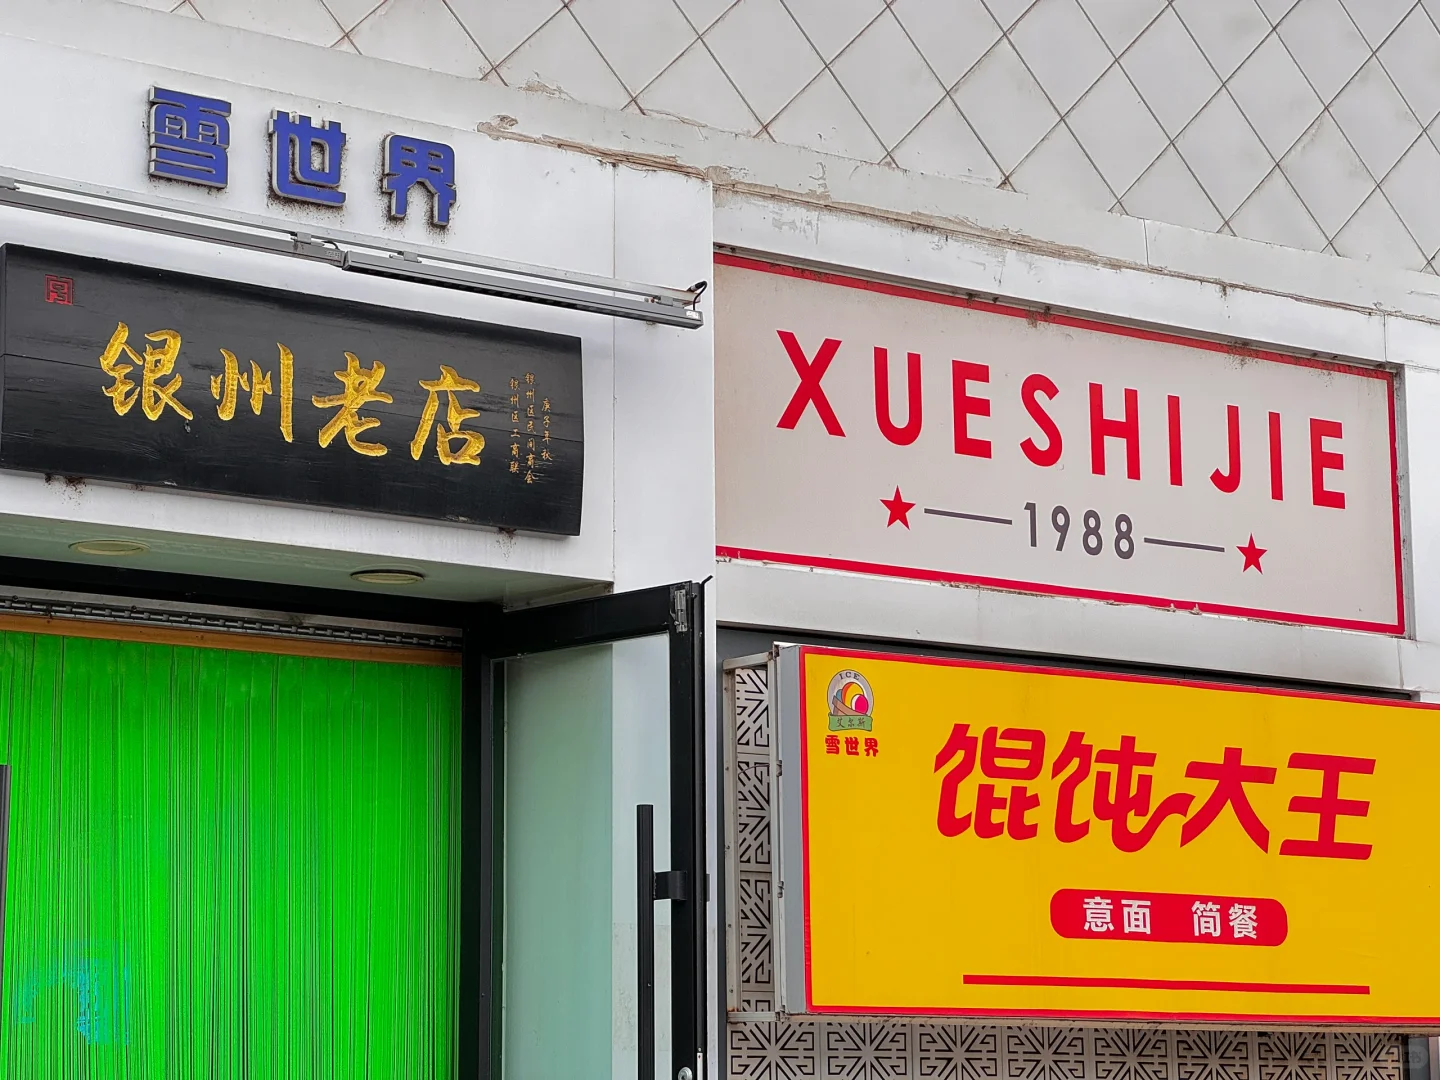 雪世界
银州老店
庚子年秋
银州区民间商会
银州区工商联
XUESHIJIE
1988
ICE
艾尔斯
雪世界
馄饨大王
意面 简餐